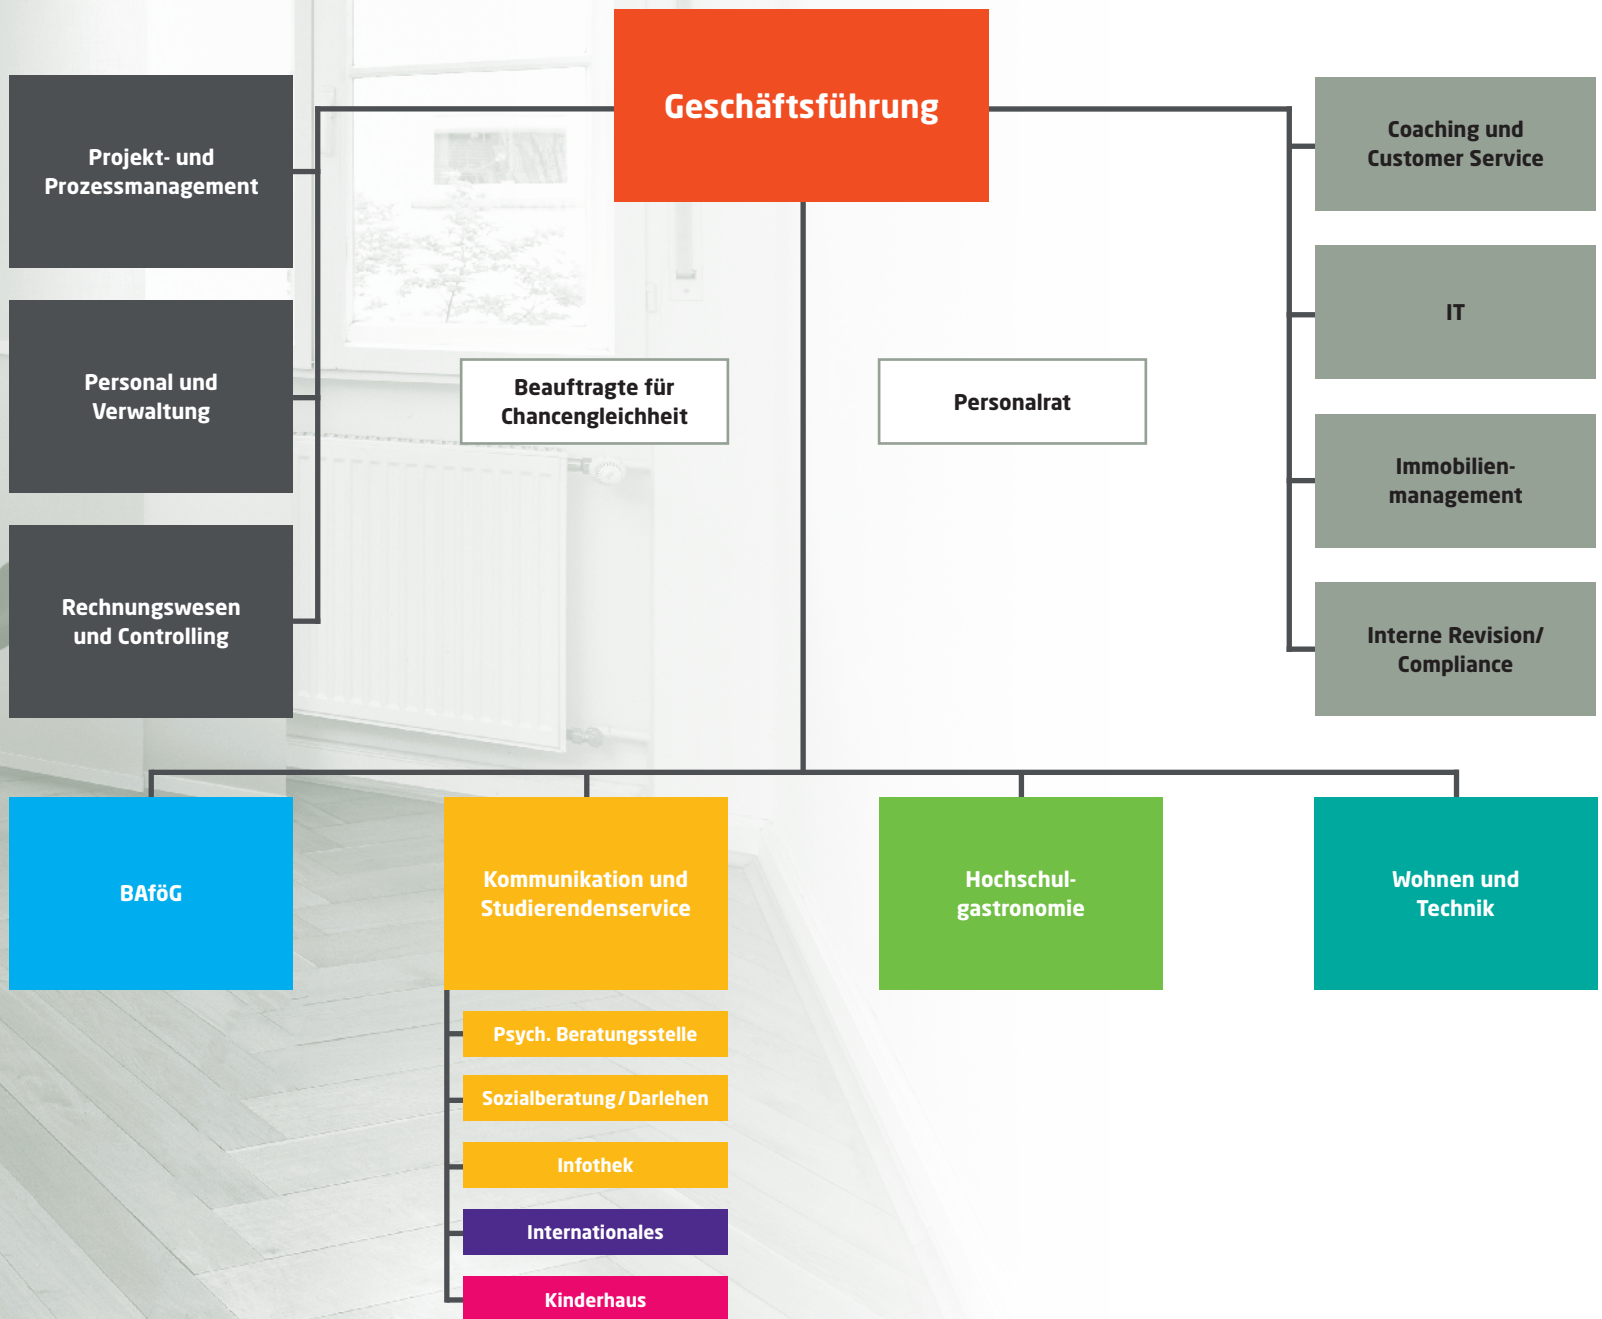 Geschäftsführung
Projekt- und
Prozessmanagement
Personal und
Verwaltung
Rechnungswesen
und Controlling
Beauftragte für
Chancengleichheit
Personalrat
Coaching und
Customer Service
IT
Immobilien-
management
Interne Revision/
Compliance
BAföG
Kommunikation und
Studierendenservice
Psych. Beratungsstelle
Sozialberatung/Darlehen
Infothek
Internationales
Kinderhaus
Hochschul-
gastronomie
Wohnen und
Technik